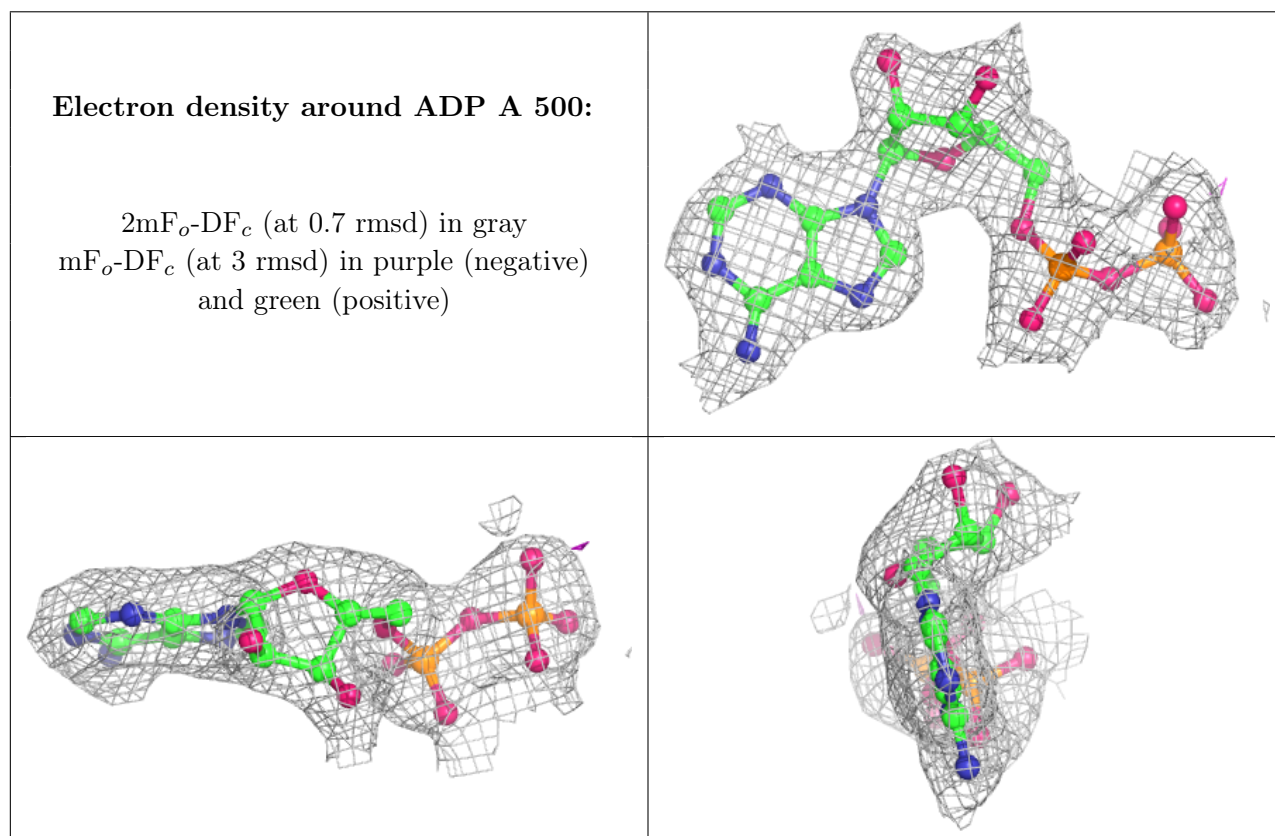 Electron density around ADP A 500:
2mFo-DFc (at 0.7 rmsd) in gray
mFo-DFc (at 3 rmsd) in purple (negative)
and green (positive)